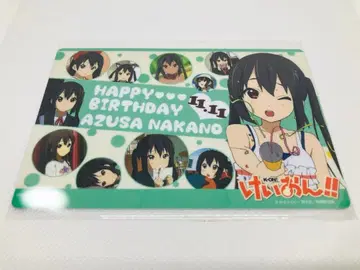 HAPPY♥♥♥
BIRTHDAY 11.11
AZUSA NAKANO
K-ON!!
けいおん!!